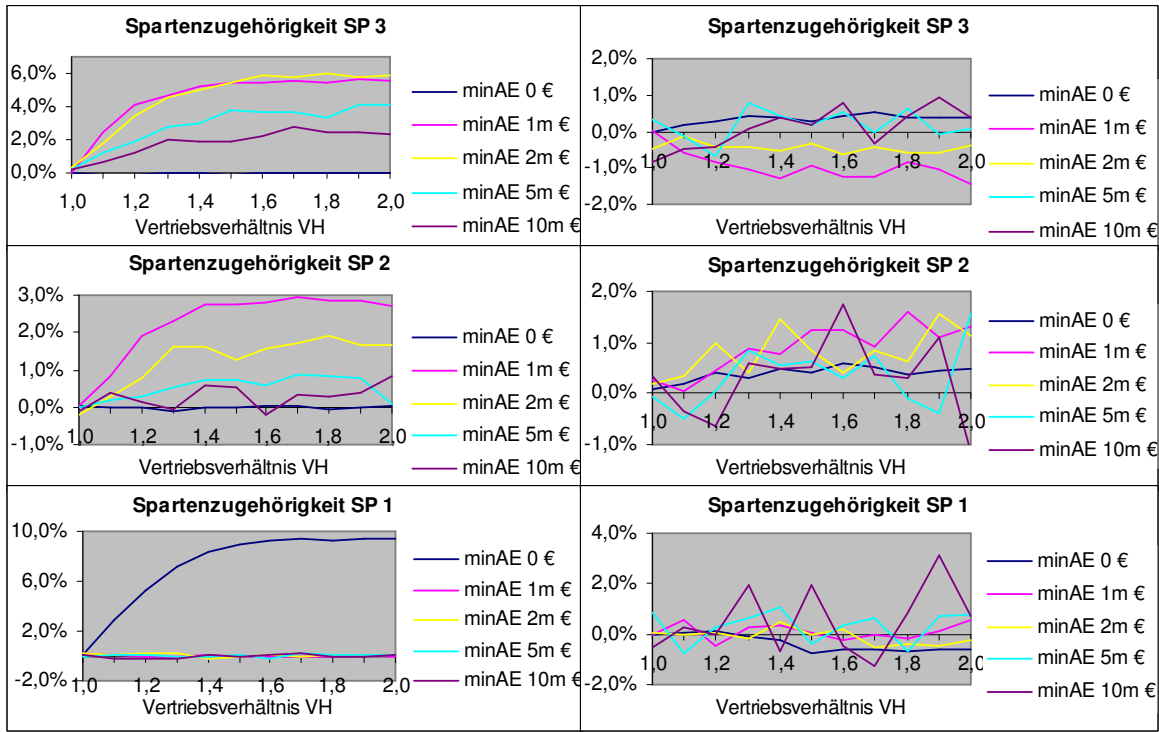 Spartenzugehörigkeit SP 3
6,0%
4,0%
2,0%
0,0%
1,0 1,2 1,4 1,6 1,8 2,0
Vertriebsverhältnis VH
minAE 0 €
minAE 1m €
minAE 2m €
minAE 5m €
minAE 10m €
Spartenzugehörigkeit SP 3
2,0%
1,0%
0,0%
-1,0%
-2,0%
1,0 1,2 1,4 1,6 1,8 2,0
Vertriebsverhältnis VH
minAE 0 €
minAE 1m €
minAE 2m €
minAE 5m €
minAE 10m €
Spartenzugehörigkeit SP 2
3,0%
2,0%
1,0%
0,0%
-1,0%
1,0 1,2 1,4 1,6 1,8 2,0
Vertriebsverhältnis VH
minAE 0 €
minAE 1m €
minAE 2m €
minAE 5m €
minAE 10m €
Spartenzugehörigkeit SP 2
2,0%
1,0%
0,0%
-1,0%
1,0 1,2 1,4 1,6 1,8 2,0
Vertriebsverhältnis VH
minAE 0 €
minAE 1m €
minAE 2m €
minAE 5m €
minAE 10m €
Spartenzugehörigkeit SP 1
10,0%
6,0%
2,0%
-2,0%
1,0 1,2 1,4 1,6 1,8 2,0
Vertriebsverhältnis VH
minAE 0 €
minAE 1m €
minAE 2m €
minAE 5m €
minAE 10m €
Spartenzugehörigkeit SP 1
4,0%
2,0%
0,0%
-2,0%
1,0 1,2 1,4 1,6 1,8 2,0
Vertriebsverhältnis VH
minAE 0 €
minAE 1m €
minAE 2m €
minAE 5m €
minAE 10m €